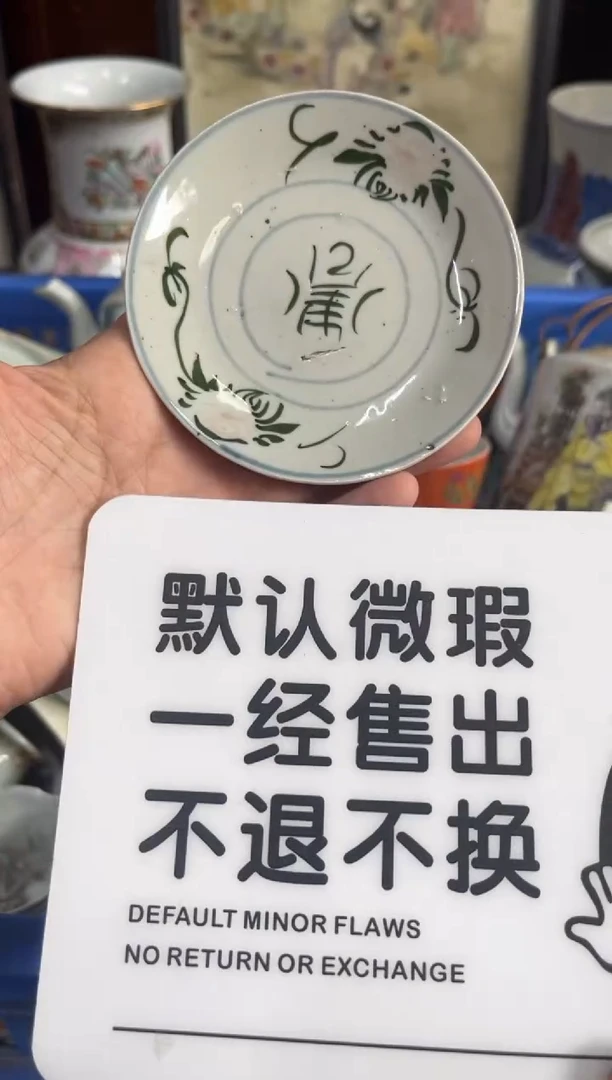 默认微瑕
一经售出
不退不换
DEFAULT MINOR FLAWS
NO RETURN OR EXCHANGE